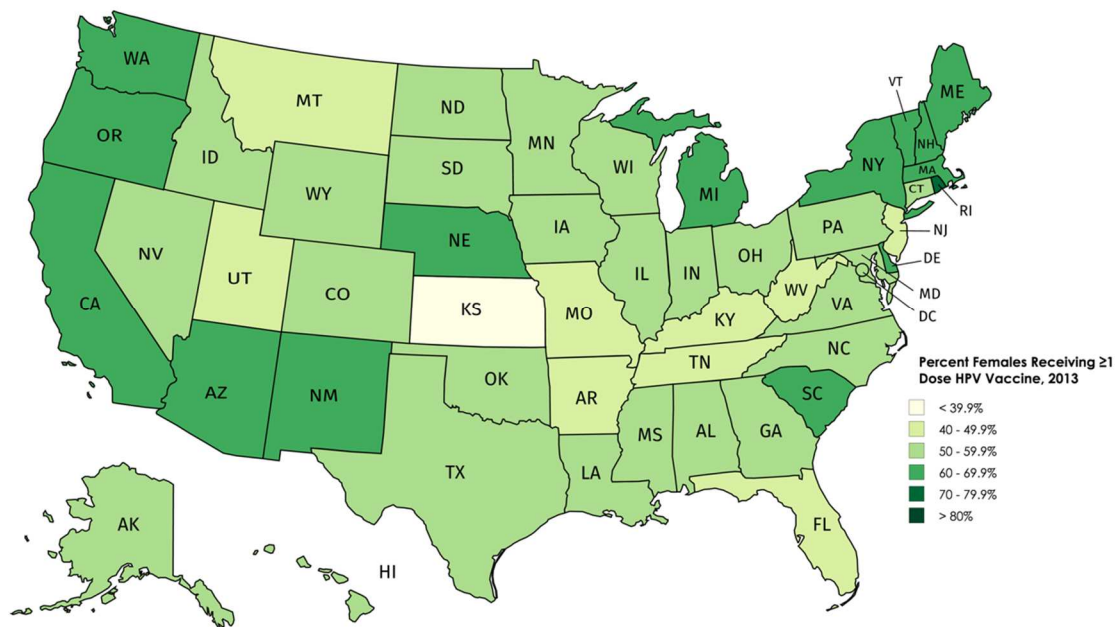 WA
MT
ND
MN
VT
ME
OR
ID
SD
WI
NY
NH
MA
WY
MI
CT
RI
NE
IA
PA
NJ
NV
UT
CO
IL
IN
OH
DE
CA
KS
MO
WV
VA
MD
DC
KY
NC
TN
AZ
NM
OK
AR
SC
MS
AL
GA
TX
LA
FL
AK
HI
Percent Females Receiving ≥1
Dose HPV Vaccine, 2013
< 39.9%
40 - 49.9%
50 - 59.9%
60 - 69.9%
70 - 79.9%
> 80%